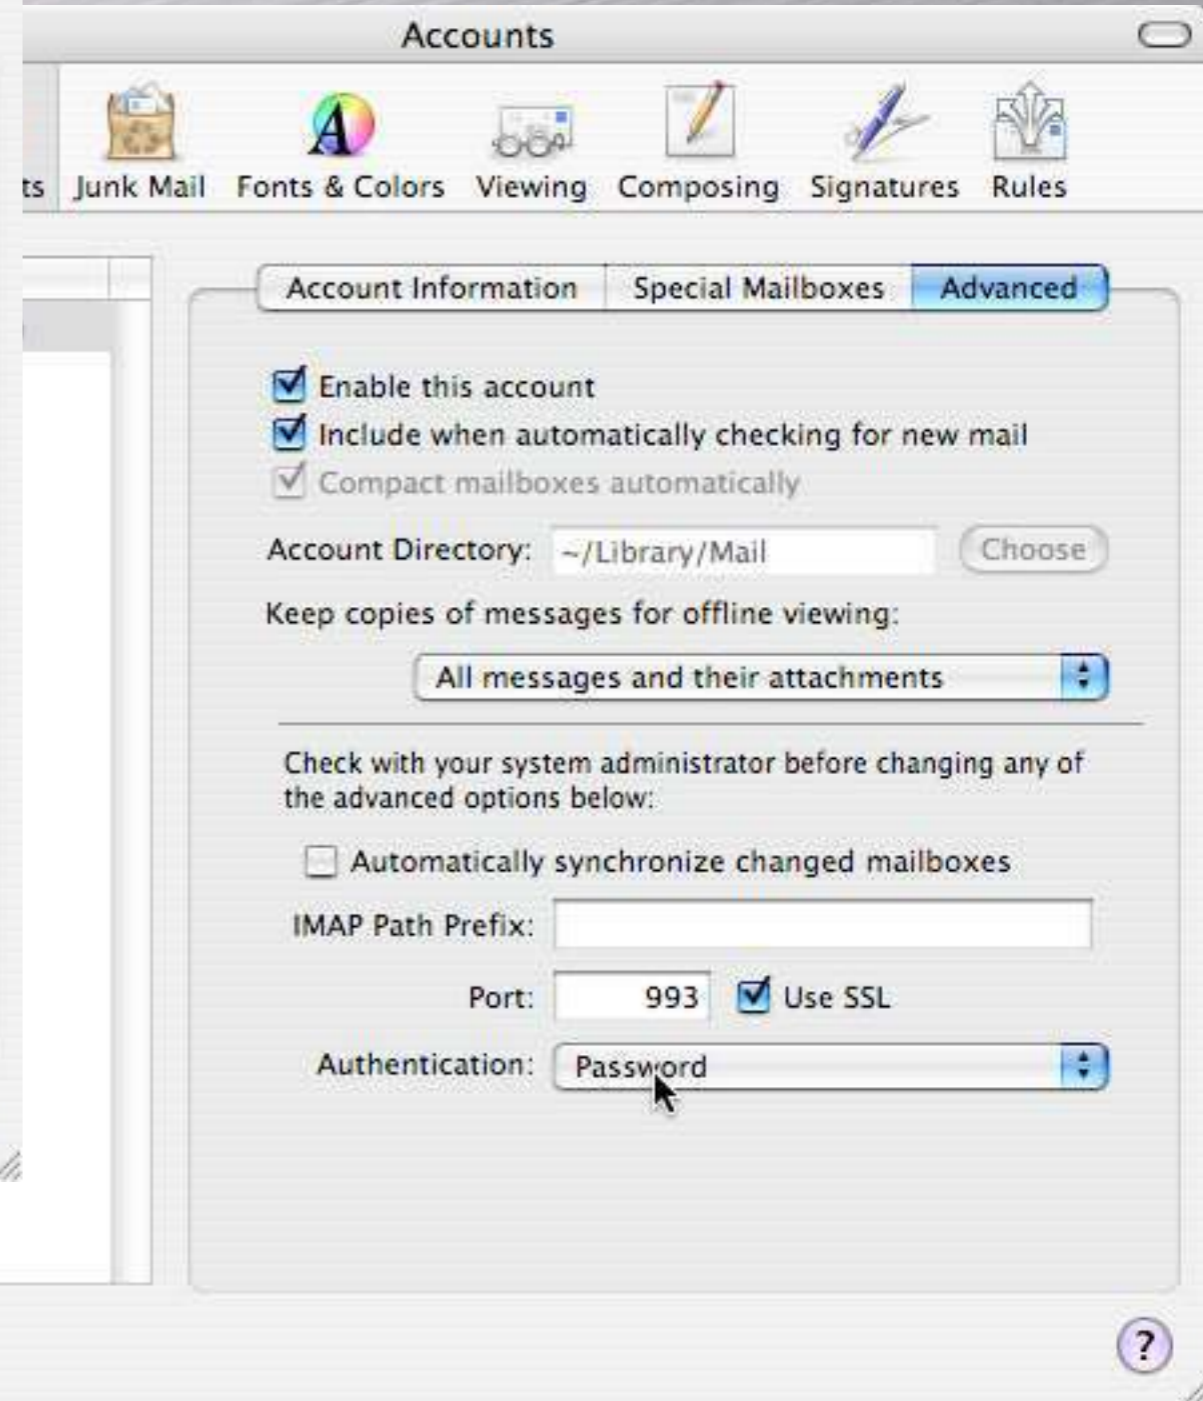 Accounts
ts Junk Mail Fonts & Colors Viewing Composing Signatures Rules
Account Information Special Mailboxes Advanced
Enable this account
Include when automatically checking for new mail
Compact mailboxes automatically
Account Directory: ~/Library/Mail Choose
Keep copies of messages for offline viewing:
All messages and their attachments
Check with your system administrator before changing any of
the advanced options below:
Automatically synchronize changed mailboxes
IMAP Path Prefix:
Port: 993 Use SSL
Authentication: Password
?